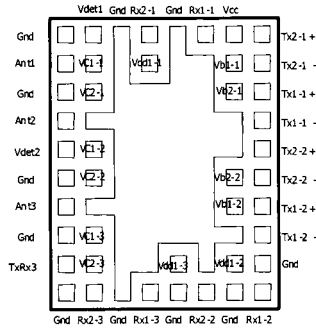 Vdet1 Gnd Rx2-1 Gnd Rx1-1 Vcc
Gnd Tx2-1 +
Ant1 VC1-1 Vdd1-1 Vb1-1 Tx2-1 -
Gnd VC2-1 Vb2-1 Tx1-1 +
Ant2 Tx1-1 -
Vdet2 VC1-2 Tx2-2 +
Gnd VC2-2 Vb2-2 Tx2-2 -
Ant3 Vb1-2 Tx1-2 +
Gnd VC1-3 Tx1-2 -
TxRx3 VC2-3 Vdd1-3 Vdd1-2 Gnd
Gnd Rx2-3 Gnd Rx1-3 Gnd Rx2-2 Gnd Rx1-2